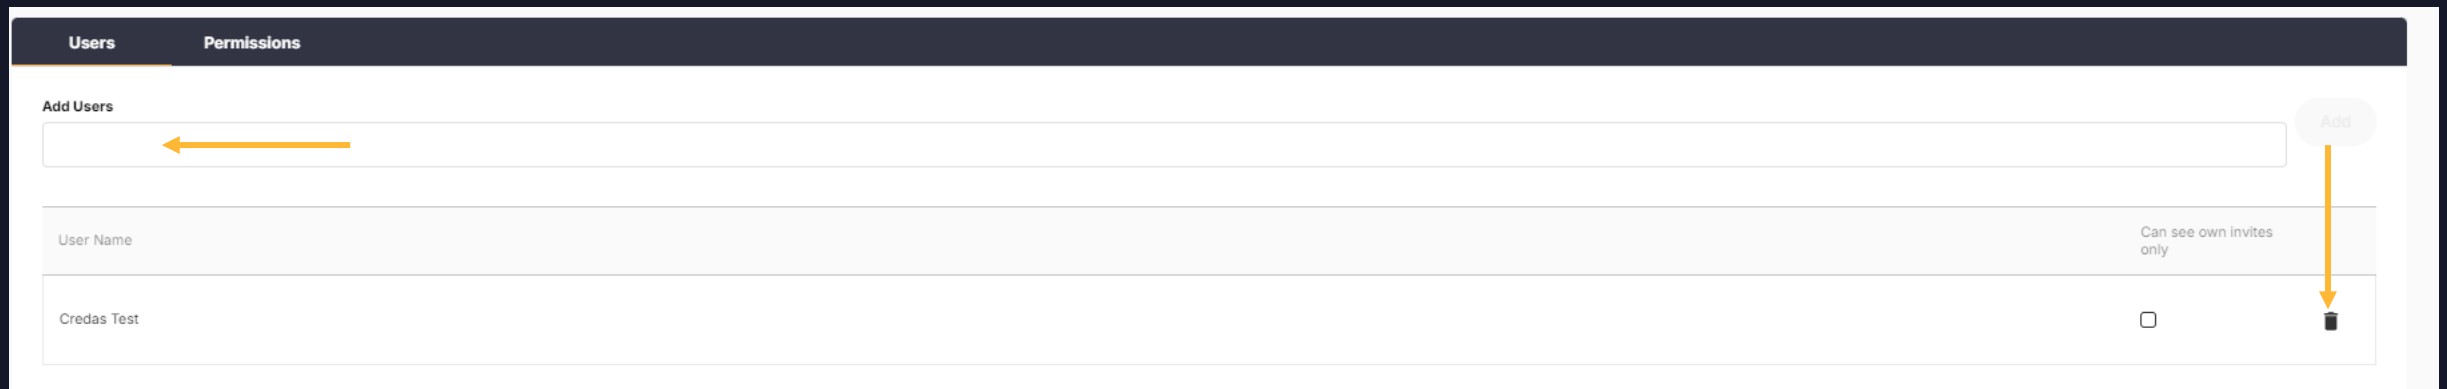 Users Permissions
Add Users
Add
User Name
Can see own invites
only
Credas Test